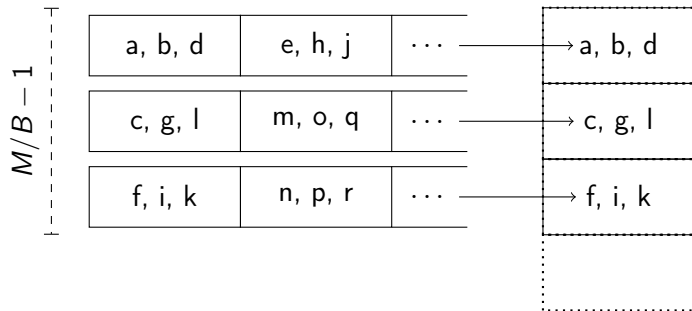 M/B − 1
a, b, d e, h, j ··· a, b, d
c, g, l m, o, q ··· c, g, l
f, i, k n, p, r ··· f, i, k